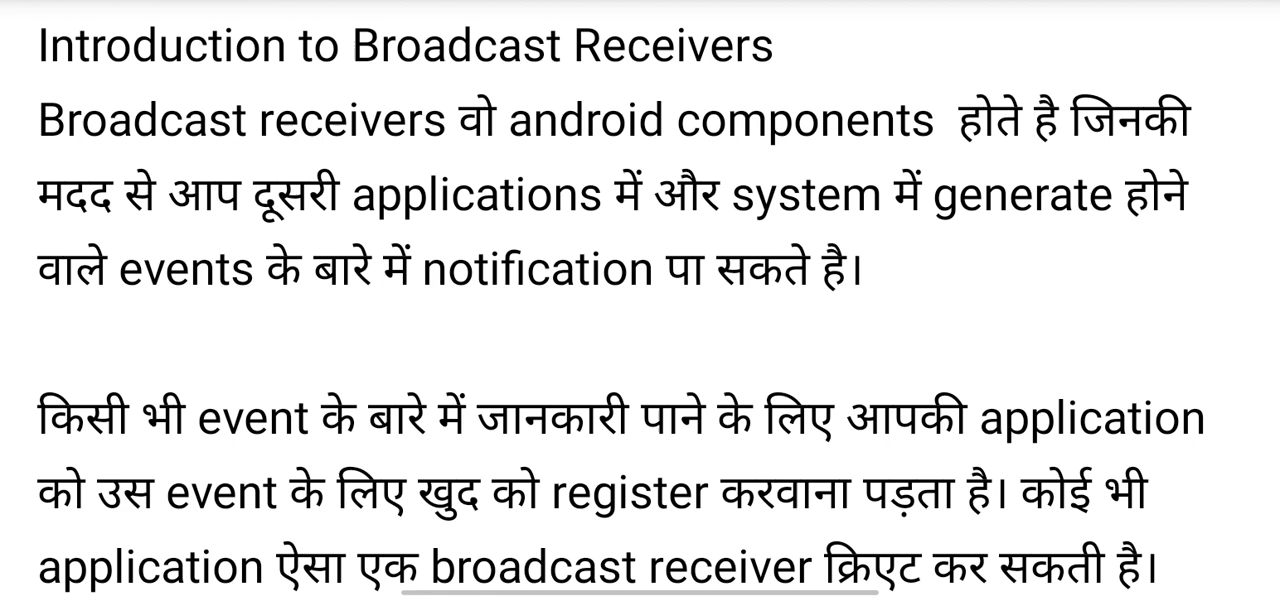 Introduction to Broadcast Receivers
Broadcast receivers वो android components होते है जिनकी
मदद से आप दूसरी applications में और system में generate होने
वाले events के बारे में notification पा सकते है।
किसी भी event के बारे में जानकारी पाने के लिए आपकी application
को उस event के लिए खुद को register करवाना पड़ता है। कोई भी
application ऐसा एक broadcast receiver क्रिएट कर सकती है।